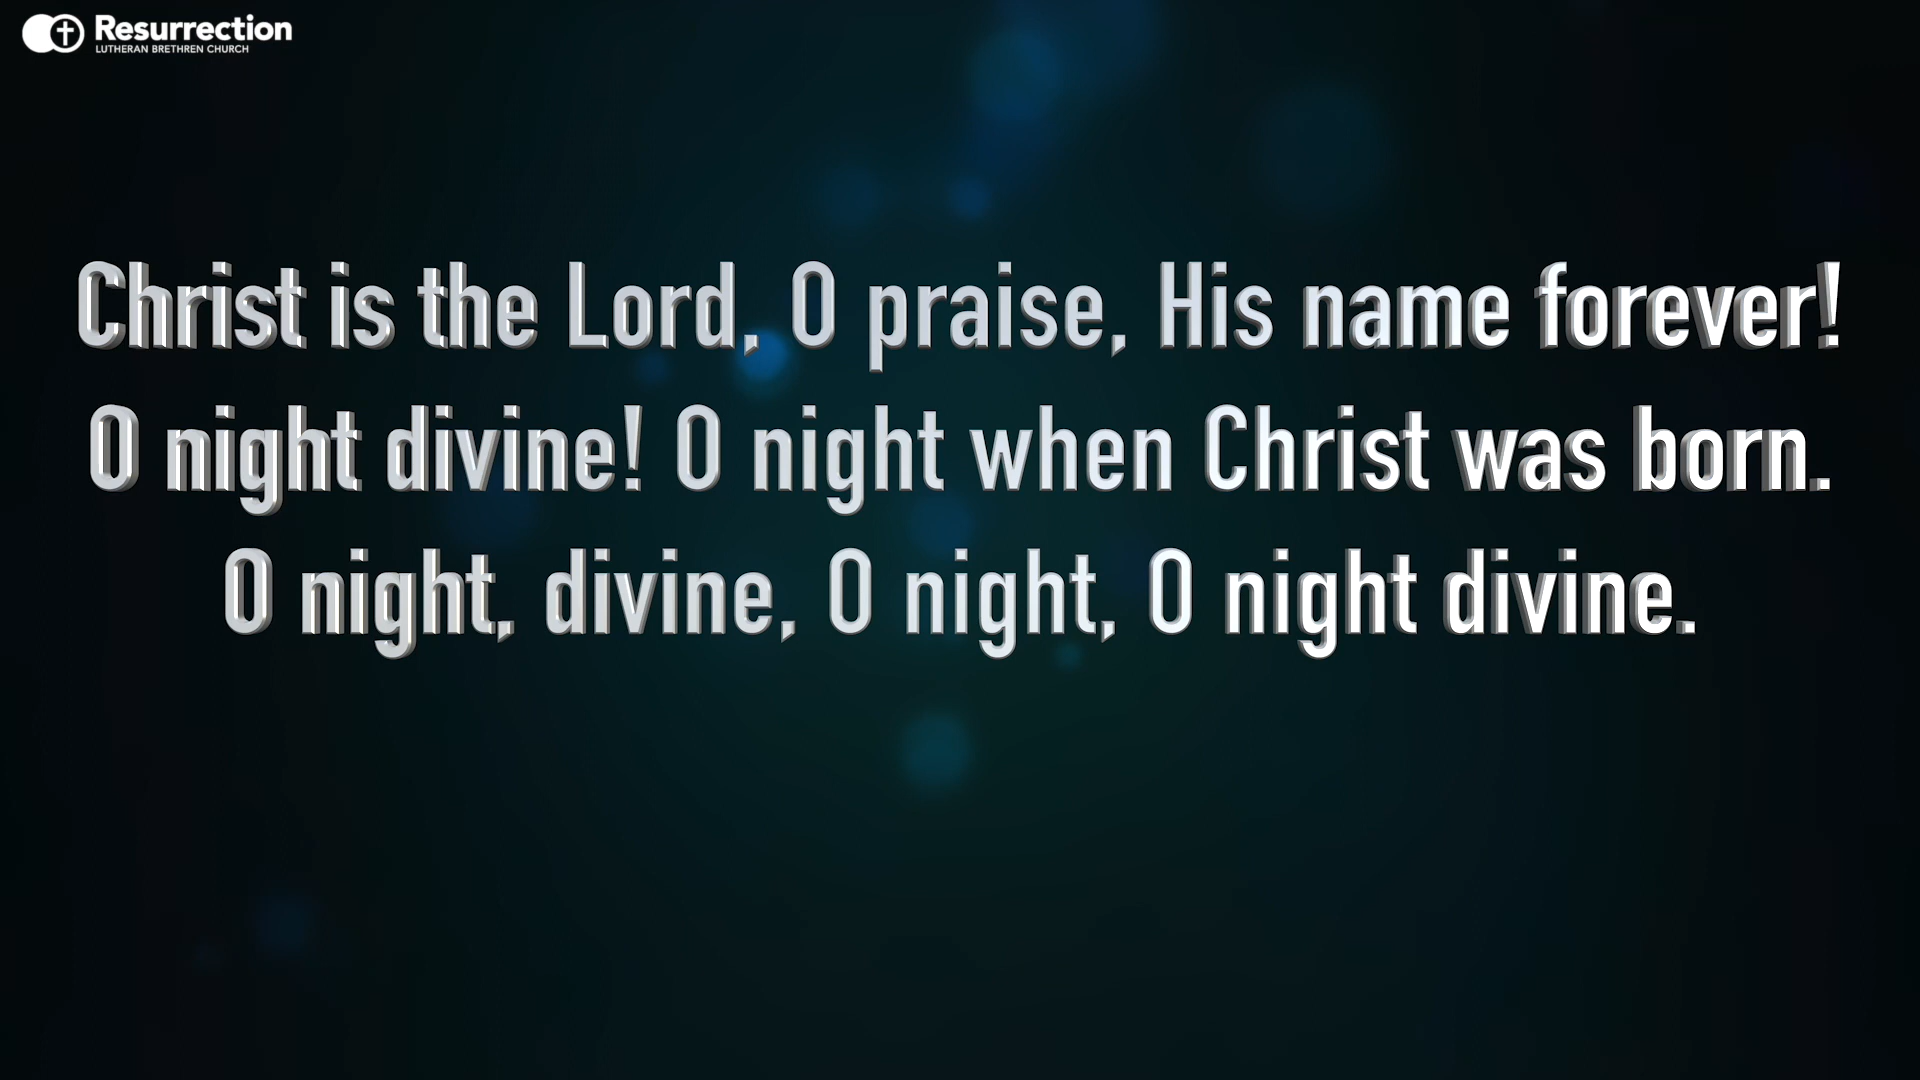 Resurrection
LUTHERAN BRETHREN CHURCH
Christ is the Lord, O praise, His name forever!
O night divine! O night when Christ was born.
O night, divine, O night, O night divine.